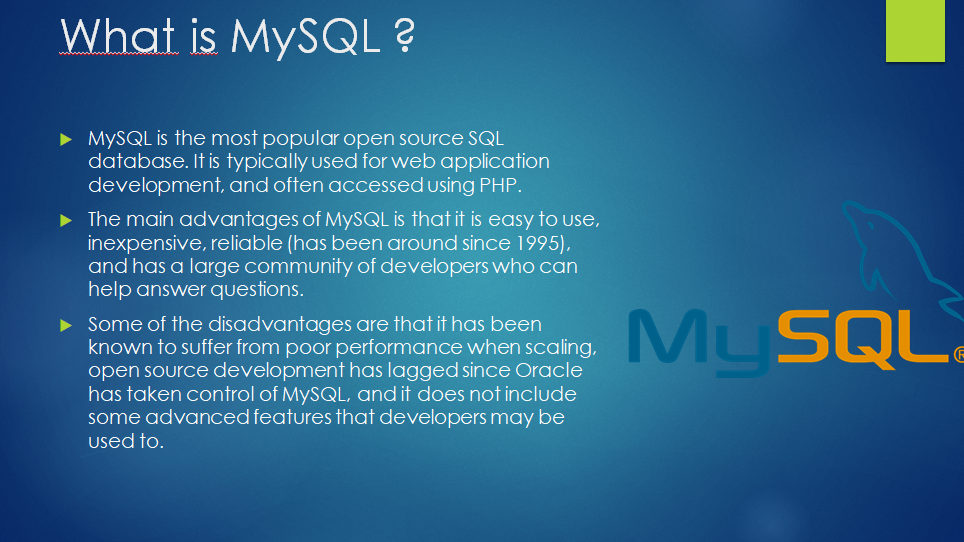 What is MySQL ?
MySQL is the most popular open source SQL
database. It is typically used for web application
development, and often accessed using PHP.
The main advantages of MySQL is that it is easy to use,
inexpensive, reliable (has been around since 1995),
and has a large community of developers who can
help answer questions.
Some of the disadvantages are that it has been
known to suffer from poor performance when scaling,
open source development has lagged since Oracle
has taken control of MySQL, and it does not include
some advanced features that developers may be
used to.
MySQL®